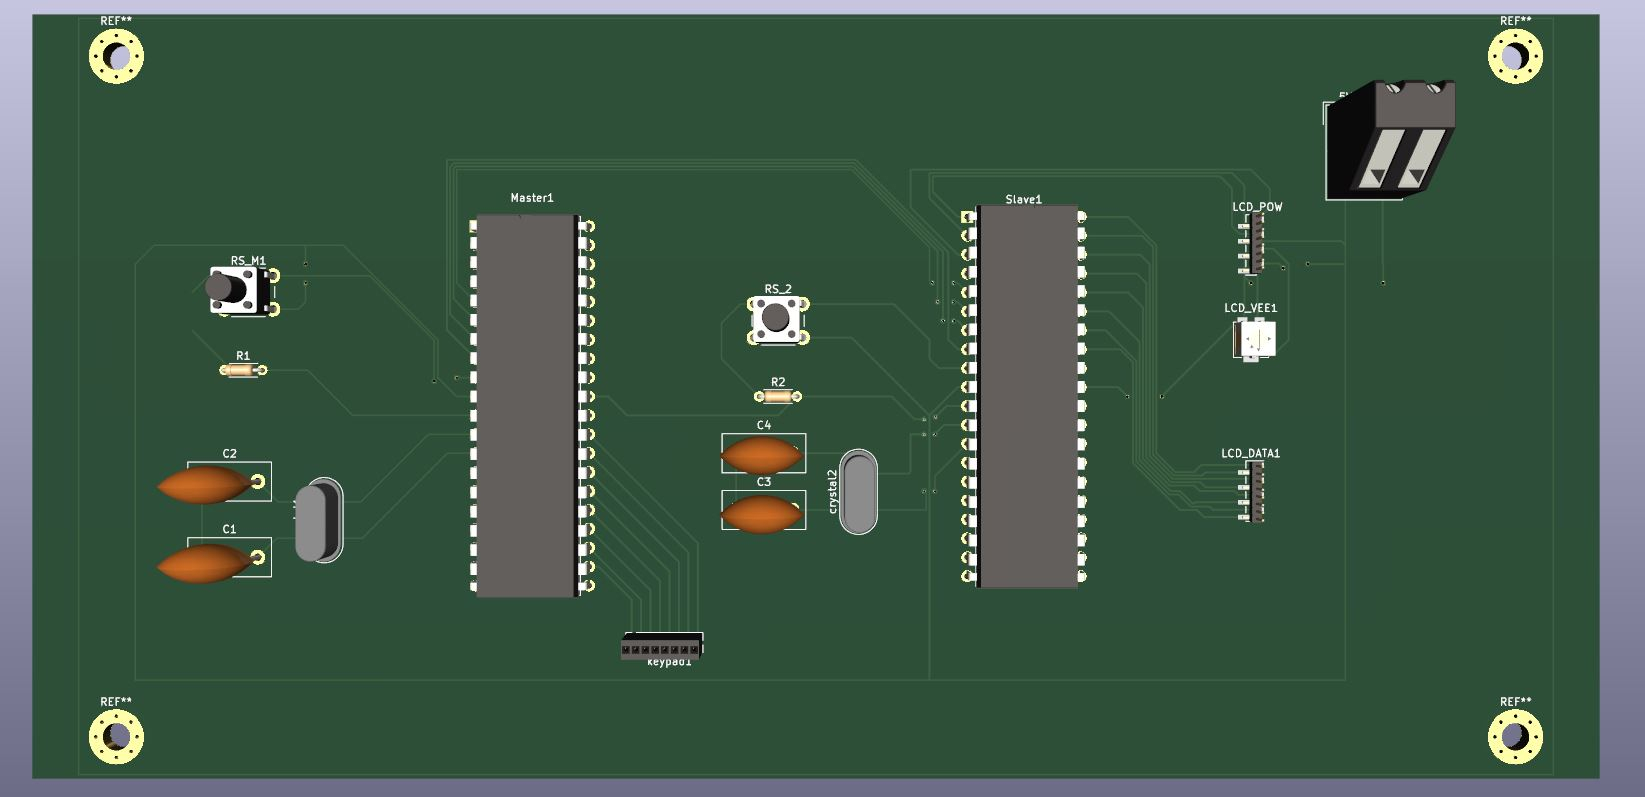 REF**
REF**
Master1
Slave1
LCD_POW
RS_M1
RS_2
LCD_VEE1
R1
R2
C4
C2
LCD_DATA1
crystal2
C3
C1
keypad1
REF**
REF**